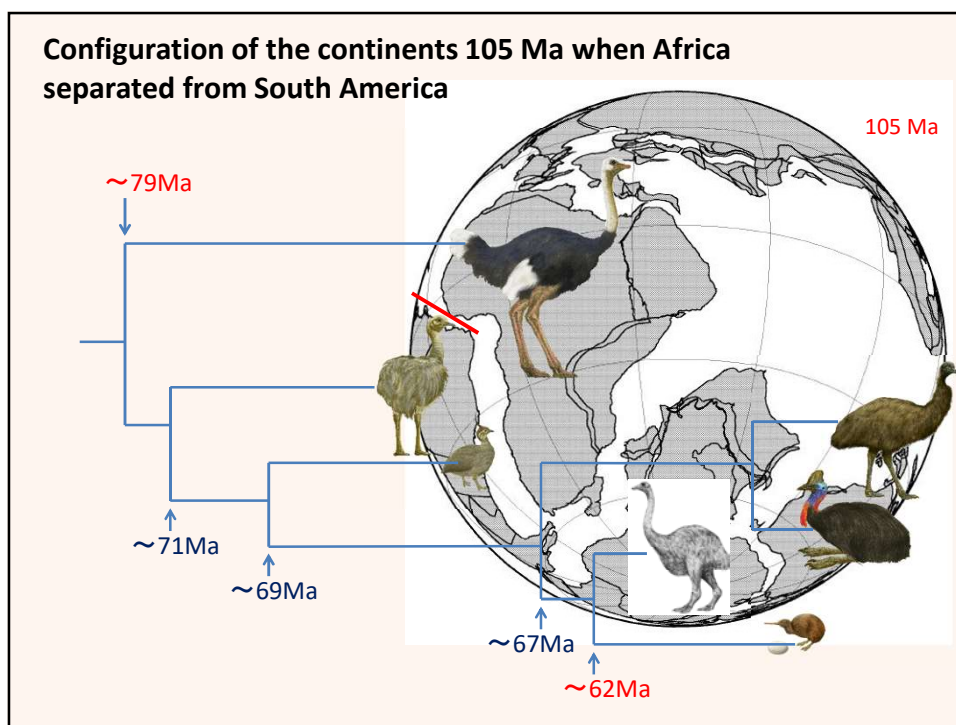 Configuration of the continents 105 Ma when Africa
separated from South America
105 Ma
～79Ma
～71Ma
～69Ma
～67Ma
～62Ma